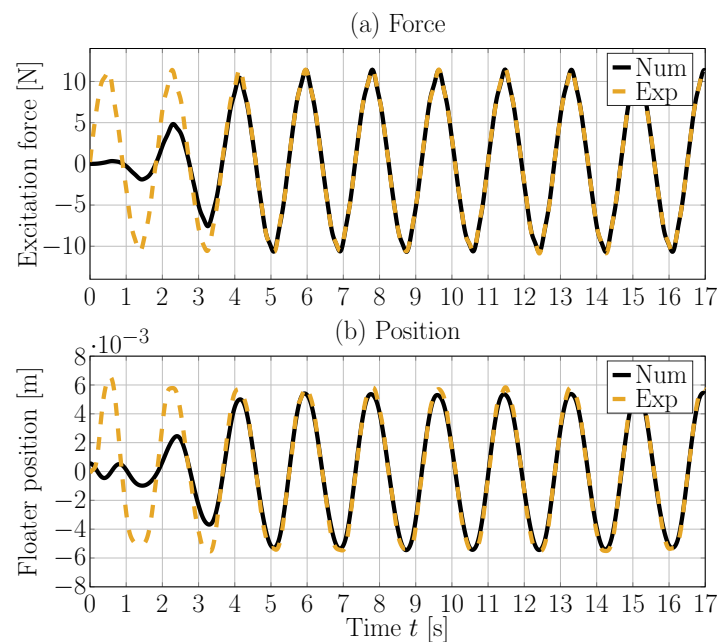 (a) Force
Excitation force [N]
10
5
0
−5
−10
Num
Exp
0 1 2 3 4 5 6 7 8 9 10 11 12 13 14 15 16 17
(b) Position
·10−3
Floater position [m]
8
6
4
2
0
−2
−4
−6
−8
Num
Exp
0 1 2 3 4 5 6 7 8 9 10 11 12 13 14 15 16 17
Time t [s]